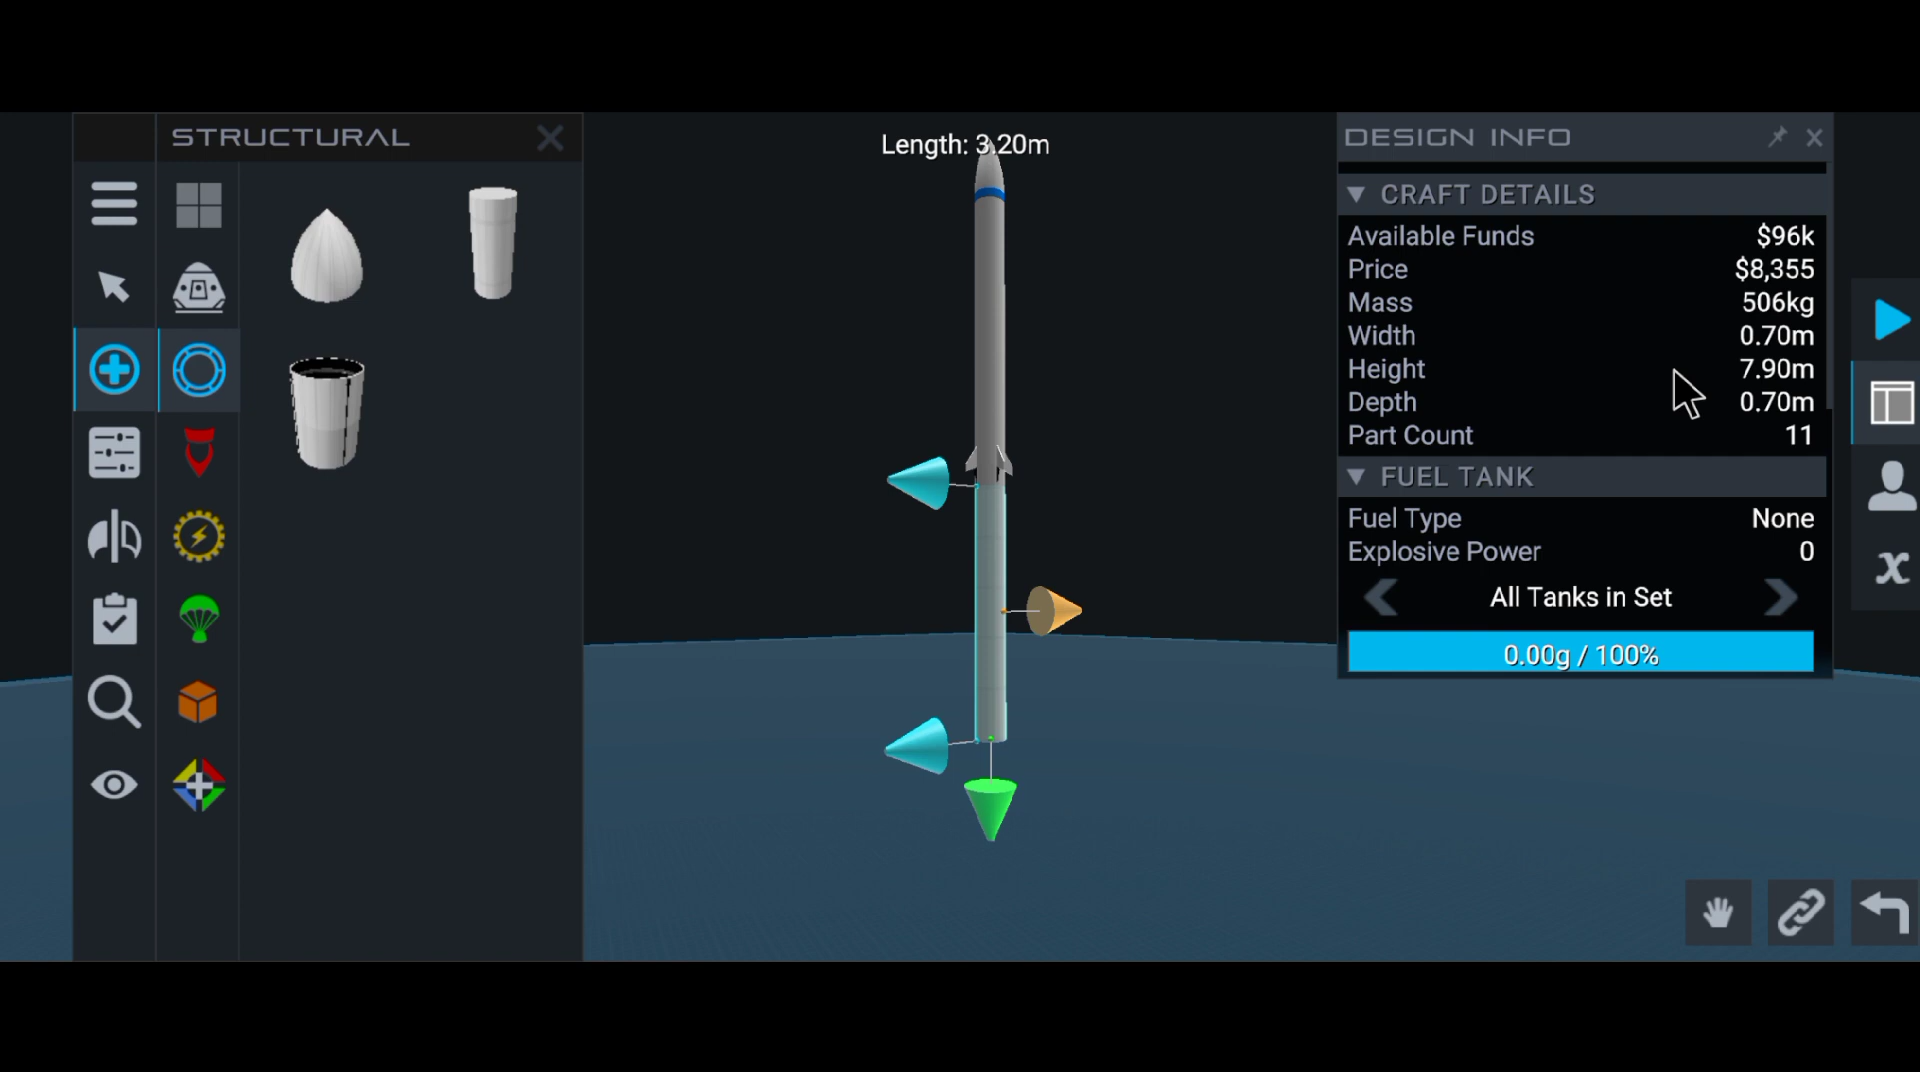 STRUCTURAL
Length: 3.20m
DESIGN INFO
CRAFT DETAILS
Available Funds $96k
Price $8,355
Mass 506kg
Width 0.70m
Height 7.90m
Depth 0.70m
Part Count 11
FUEL TANK
Fuel Type None
Explosive Power 0
All Tanks in Set
0.00g / 100%
x